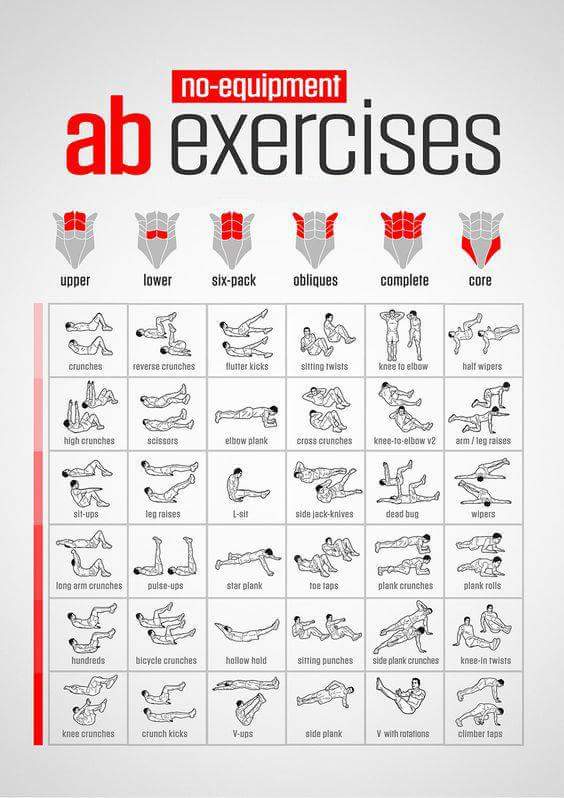 no-equipment
ab exercises
upper lower six-pack obliques complete core
crunches reverse crunches flutter kicks sitting twists knee to elbow half wipers
high crunches scissors elbow plank cross crunches knee-to-elbow v2 arm / leg raises
sit-ups leg raises L-sit side jack-knives dead bug wipers
long arm crunches pulse-ups star plank toe taps plank crunches plank rolls
hundreds bicycle crunches hollow hold sitting punches side plank crunches knee-in twists
knee crunches crunch kicks V-ups side plank V with rotations climber taps